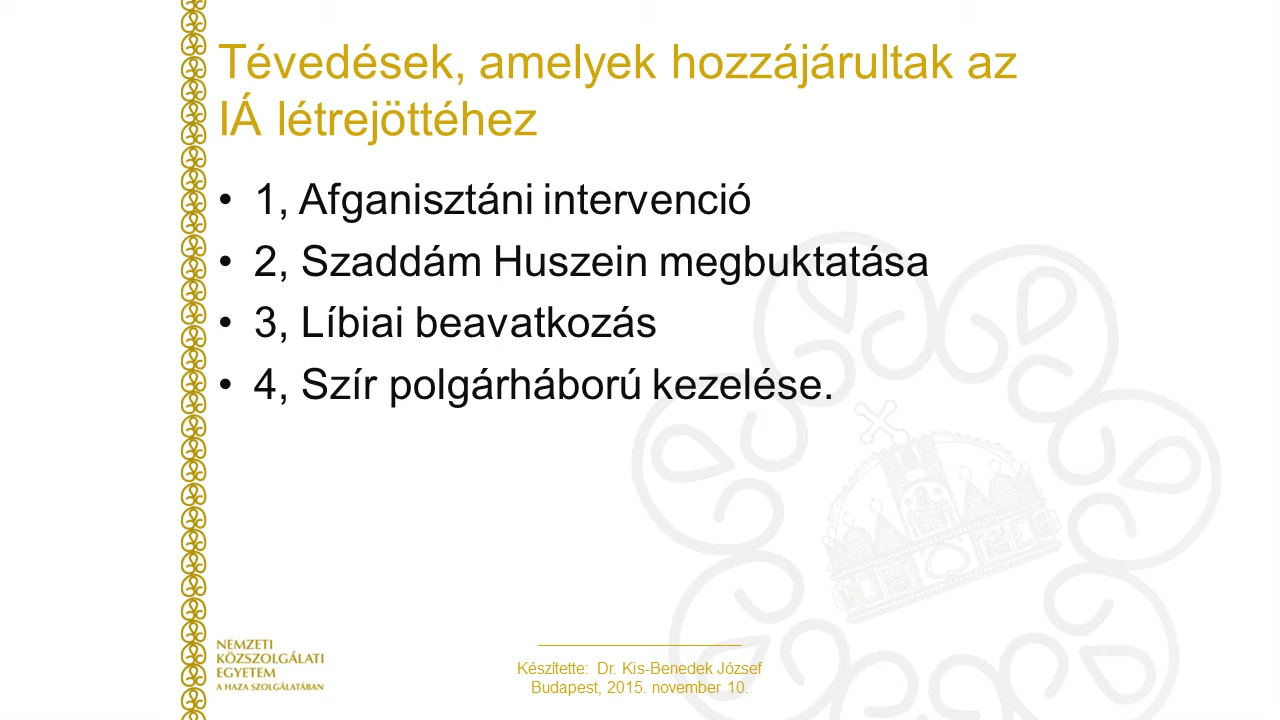 Tévedések, amelyek hozzájárultak az
IÁ létrejöttéhez
• 1, Afganisztáni intervenció
• 2, Szaddám Huszein megbuktatása
• 3, Líbiai beavatkozás
• 4, Szír polgárháború kezelése.
NEMZETI
KÖZSZOLGÁLATI
EGYETEM
A HAZA SZOLGÁLATÁBAN
Készítette: Dr. Kis-Benedek József
Budapest, 2015. november 10.